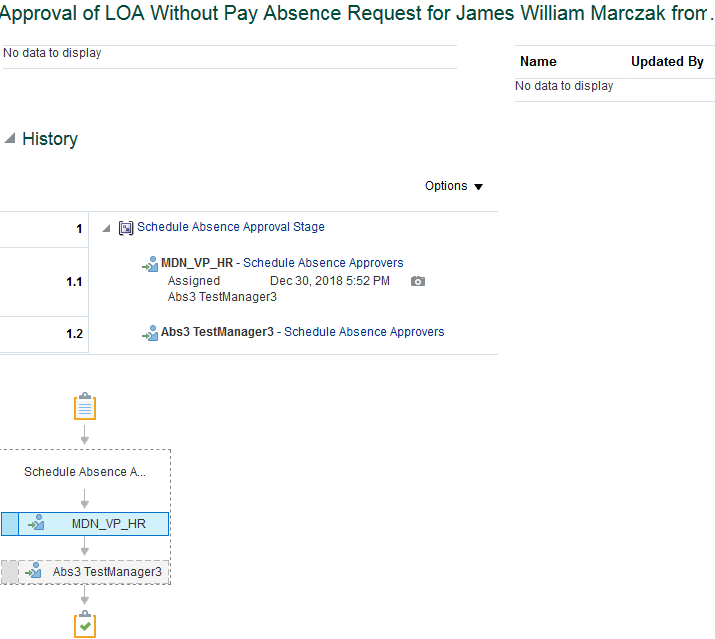 Approval of LOA Without Pay Absence Request for James William Marczak from.
No data to display
Name Updated By
No data to display
History
Options
1 Schedule Absence Approval Stage
1.1 MDN_VP_HR - Schedule Absence Approvers
Assigned Dec 30, 2018 5:52 PM
Abs3 TestManager3
1.2 Abs3 TestManager3 - Schedule Absence Approvers
Schedule Absence A...
MDN_VP_HR
Abs3 TestManager3